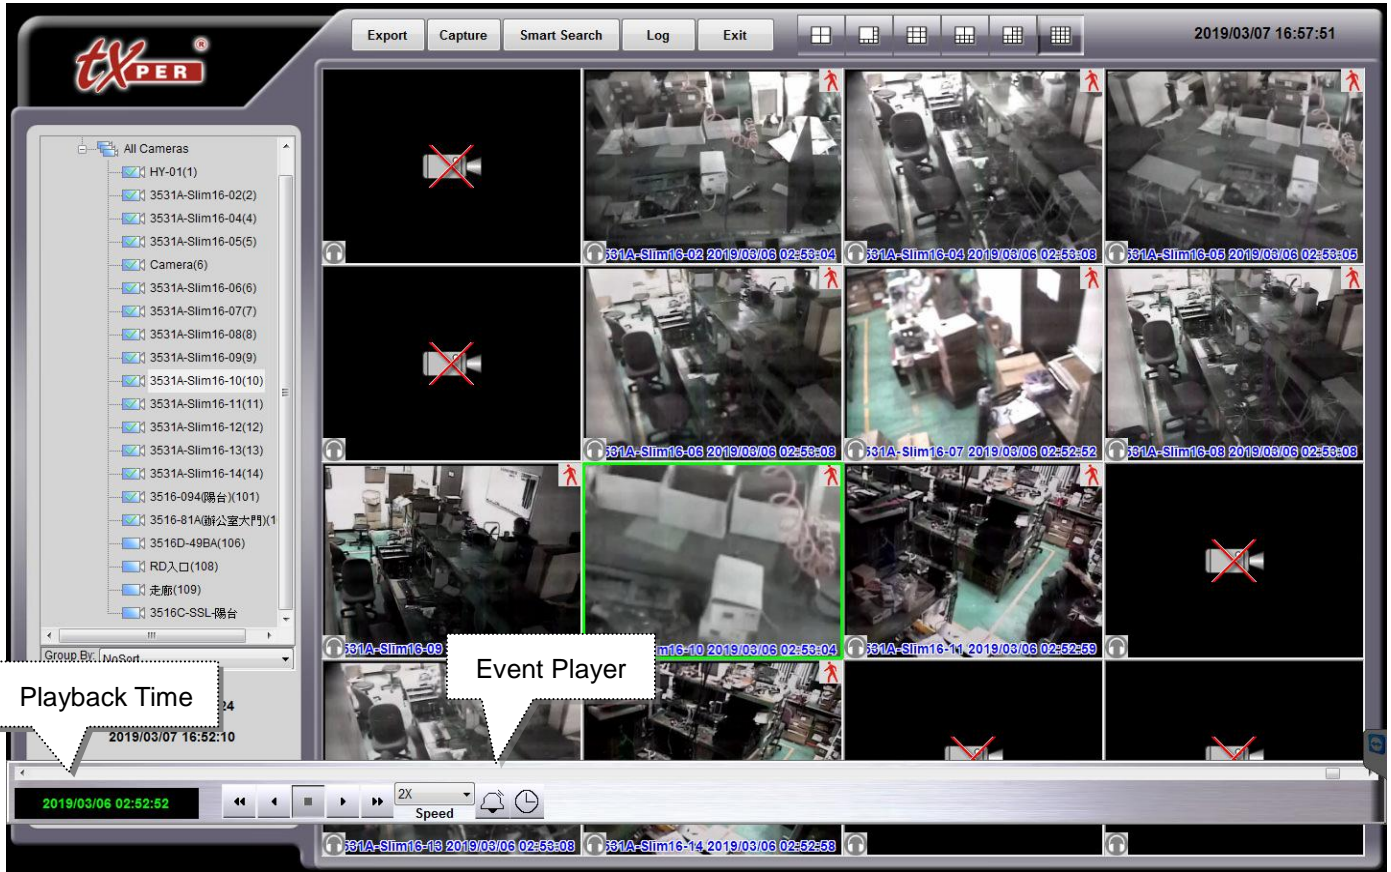 tXPER ®
Export Capture Smart Search Log Exit
2019/03/07 16:57:51
All Cameras
HY-01(1)
3531A-Slim16-02(2)
3531A-Slim16-04(4)
3531A-Slim16-05(5)
Camera(6)
3531A-Slim16-06(6)
3531A-Slim16-07(7)
3531A-Slim16-08(8)
3531A-Slim16-09(9)
3531A-Slim16-10(10)
3531A-Slim16-11(11)
3531A-Slim16-12(12)
3531A-Slim16-13(13)
3531A-Slim16-14(14)
3516-094(陽台)(101)
3516-81A(辦公室大門)(1
3516D-49BA(106)
RD入口(108)
走廊(109)
3516C-SSL-陽台
Group By: NoSort
24
2019/03/07 16:52:10
531A-Slim16-02 2019/03/06 02:53:04
531A-Slim16-04 2019/03/06 02:53:08
531A-Slim16-05 2019/03/06 02:53:05
531A-Slim16-06 2019/03/06 02:53:08
531A-Slim16-07 2019/03/06 02:52:52
531A-Slim16-08 2019/03/06 02:53:08
531A-Slim16-09
m16-10 2019/03/06 02:53:04
531A-Slim16-11 2019/03/06 02:52:59
Playback Time
Event Player
2019/03/06 02:52:52
2X
Speed
531A-Slim16-13 2019/03/06 02:53:08
531A-Slim16-14 2019/03/06 02:52:58